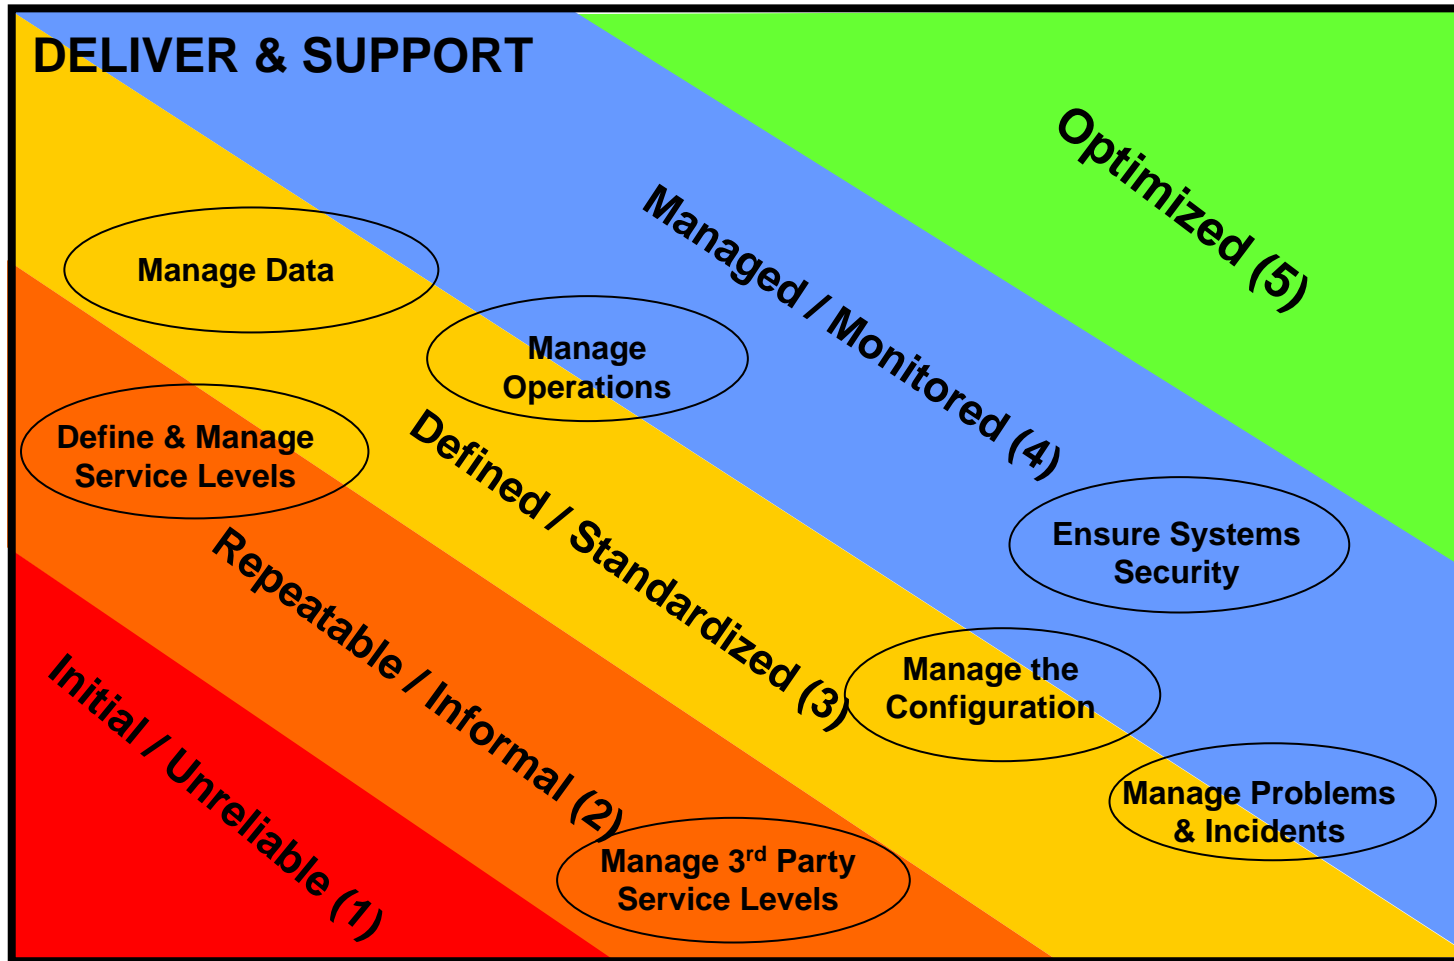 DELIVER & SUPPORT
Optimized (5)
Managed / Monitored (4)
Manage Data
Manage
Operations
Define & Manage
Service Levels
Defined / Standardized (3)
Ensure Systems
Security
Repeatable / Informal (2)
Manage the
Configuration
Initial / Unreliable (1)
Manage Problems
& Incidents
Manage 3rd Party
Service Levels